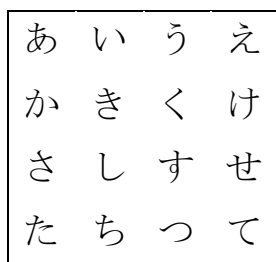 あ い う え
か き く け
さ し す せ
た ち つ て